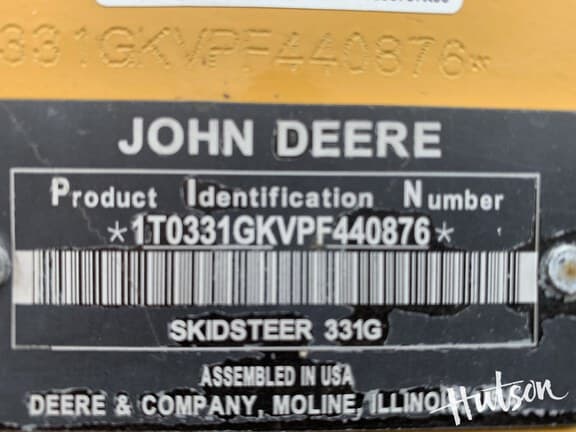 331GKVPF440876*
JOHN DEERE
Product Identification Number
*1T0331GKVPF440876*
SKIDSTEER 331G
ASSEMBLED IN USA
DEERE & COMPANY, MOLINE, ILLINO
Hutson